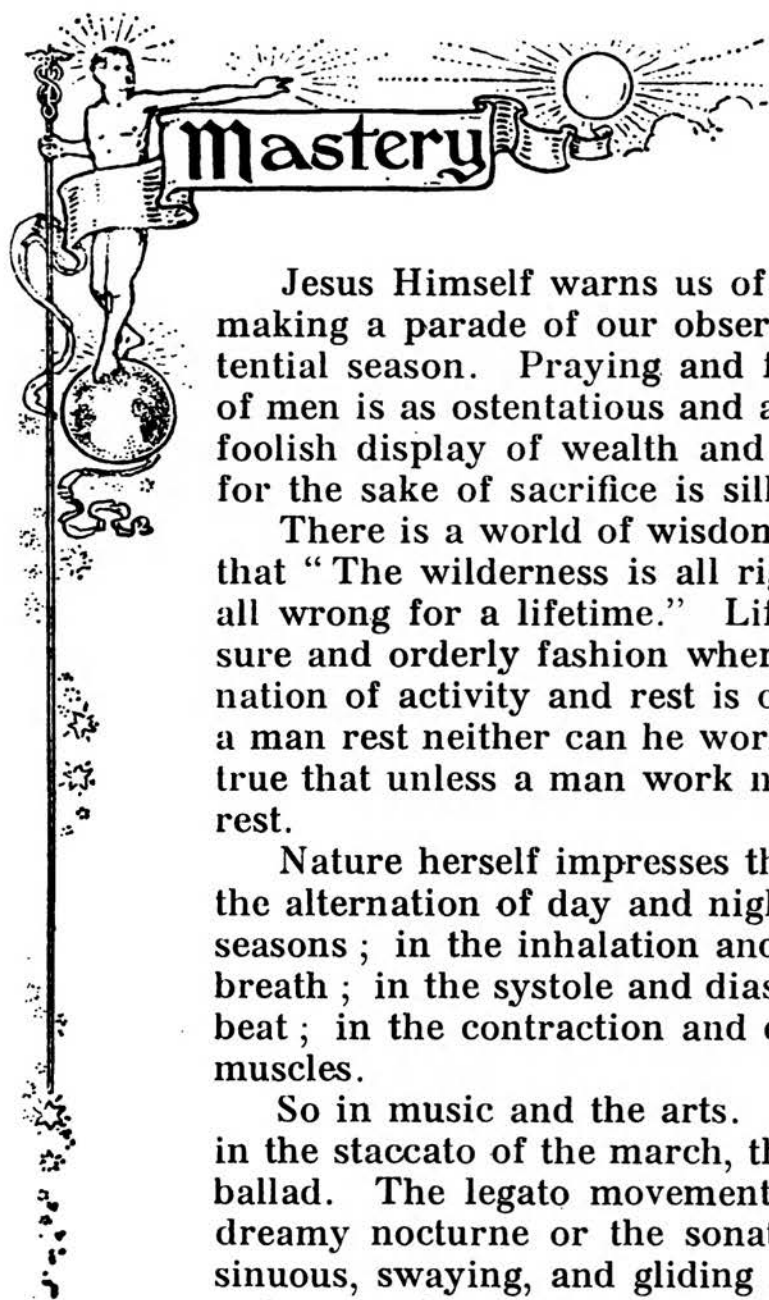 Mastery
Jesus Himself warns us of
making a parade of our obser
tential season. Praying and f
of men is as ostentatious and a
foolish display of wealth and
for the sake of sacrifice is sill
There is a world of wisdom
that “ The wilderness is all rig
all wrong for a lifetime.” Lif
sure and orderly fashion wher
nation of activity and rest is o
a man rest neither can he wor
true that unless a man work n
rest.
Nature herself impresses th
the alternation of day and nigh
seasons ; in the inhalation and
breath ; in the systole and dias
beat ; in the contraction and e
muscles.
So in music and the arts.
in the staccato of the march, th
ballad. The legato movement
dreamy nocturne or the sonat
sinuous, swaying, and gliding